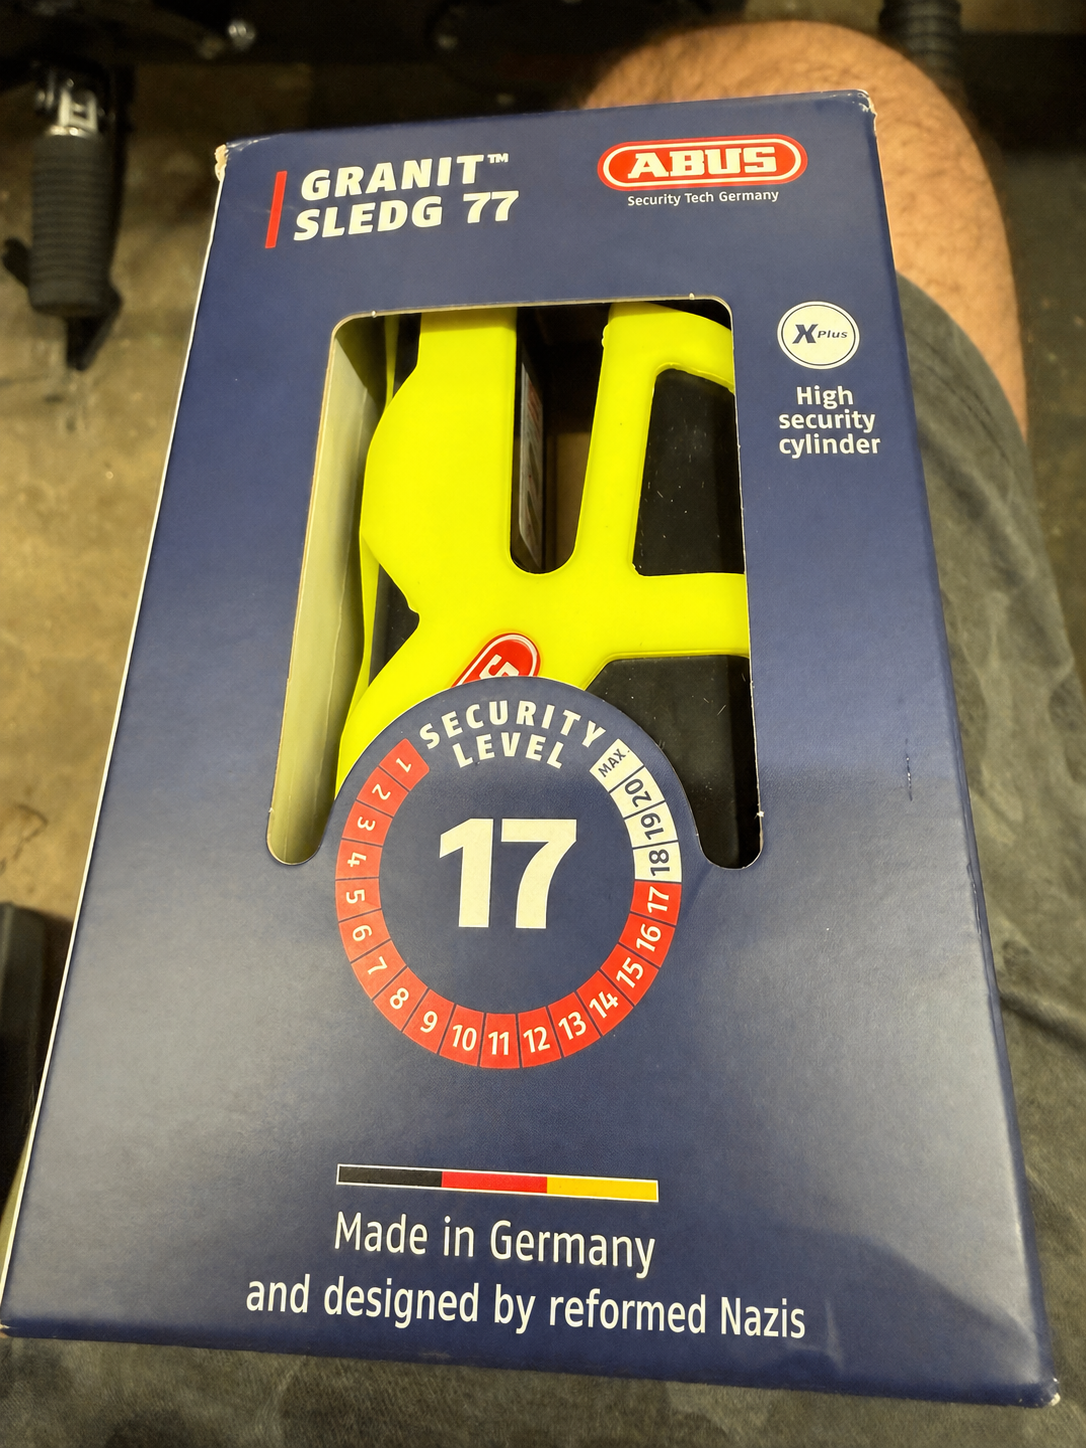 GRANIT™
SLEDG 77
ABUS
Security Tech Germany
XPlus
High
security
cylinder
SECURITY
LEVEL
17
1
2
3
4
5
6
7
8
9
10
11
12
13
14
15
16
17
18
19
20
MAX.
Made in Germany
and designed by reformed Nazis